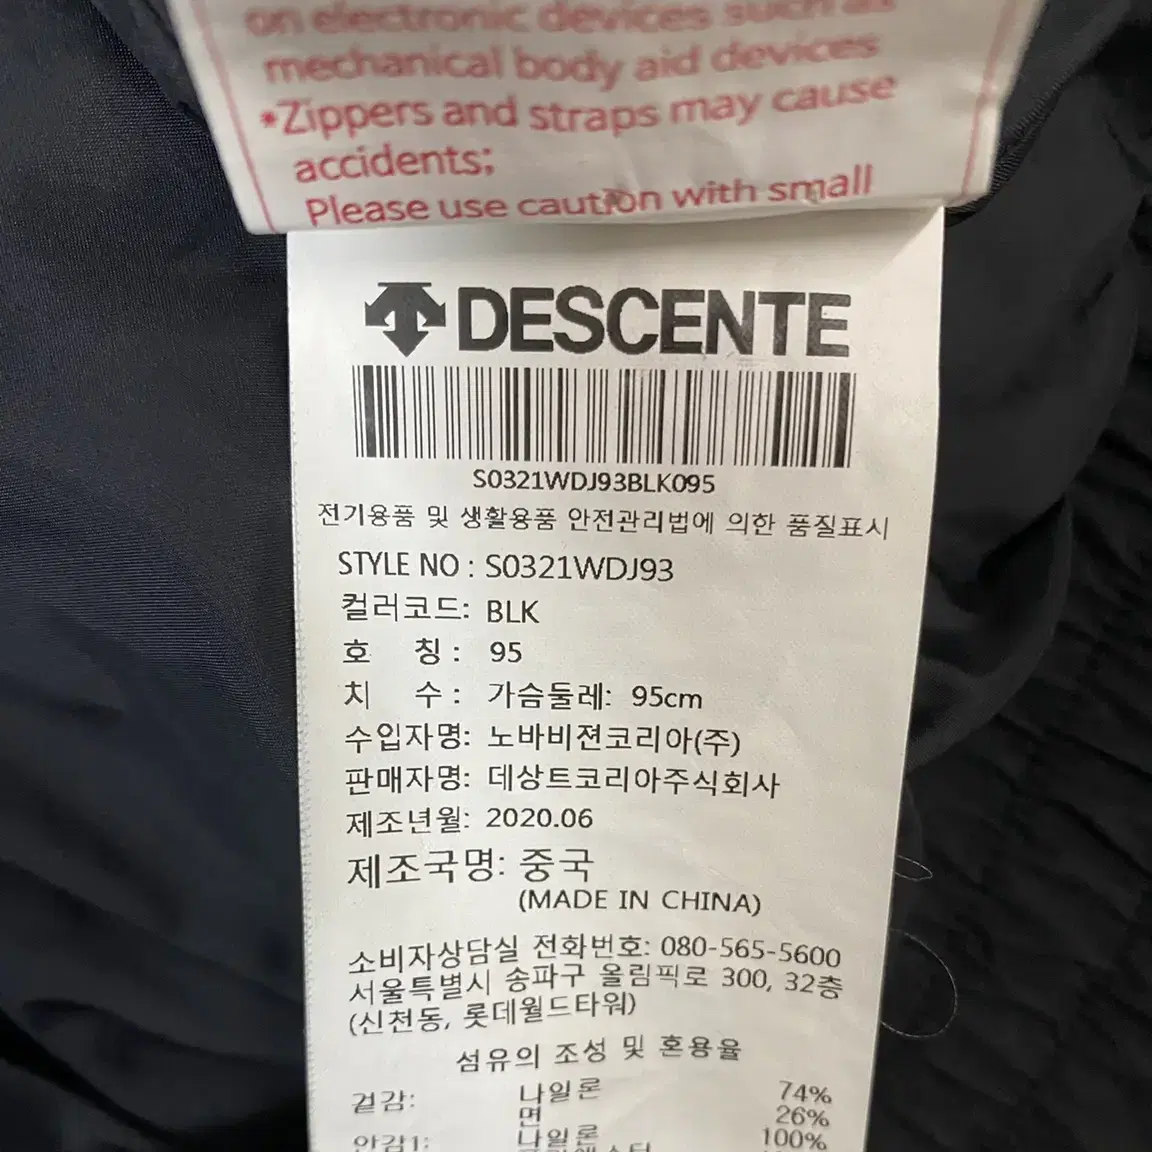 on electronic devices such as
mechanical body aid devices
*Zippers and straps may cause
accidents;
Please use caution with small
DESCENTE
S0321WDJ93BLK095
전기용품 및 생활용품 안전관리법에 의한 품질표시
STYLE NO : S0321WDJ93
컬러코드: BLK
호 칭 : 95
치 수 : 가슴둘레: 95cm
수입자명: 노바비젼코리아(주)
판매자명: 데상트코리아주식회사
제조년월: 2020.06
제조국명: 중국
(MADE IN CHINA)
소비자상담실 전화번호: 080-565-5600
서울특별시 송파구 올림픽로 300, 32층
(신천동, 롯데월드타워)
섬유의 조성 및 혼용율
겉감: 나일론 74%
면 26%
안감1: 나일론 100%